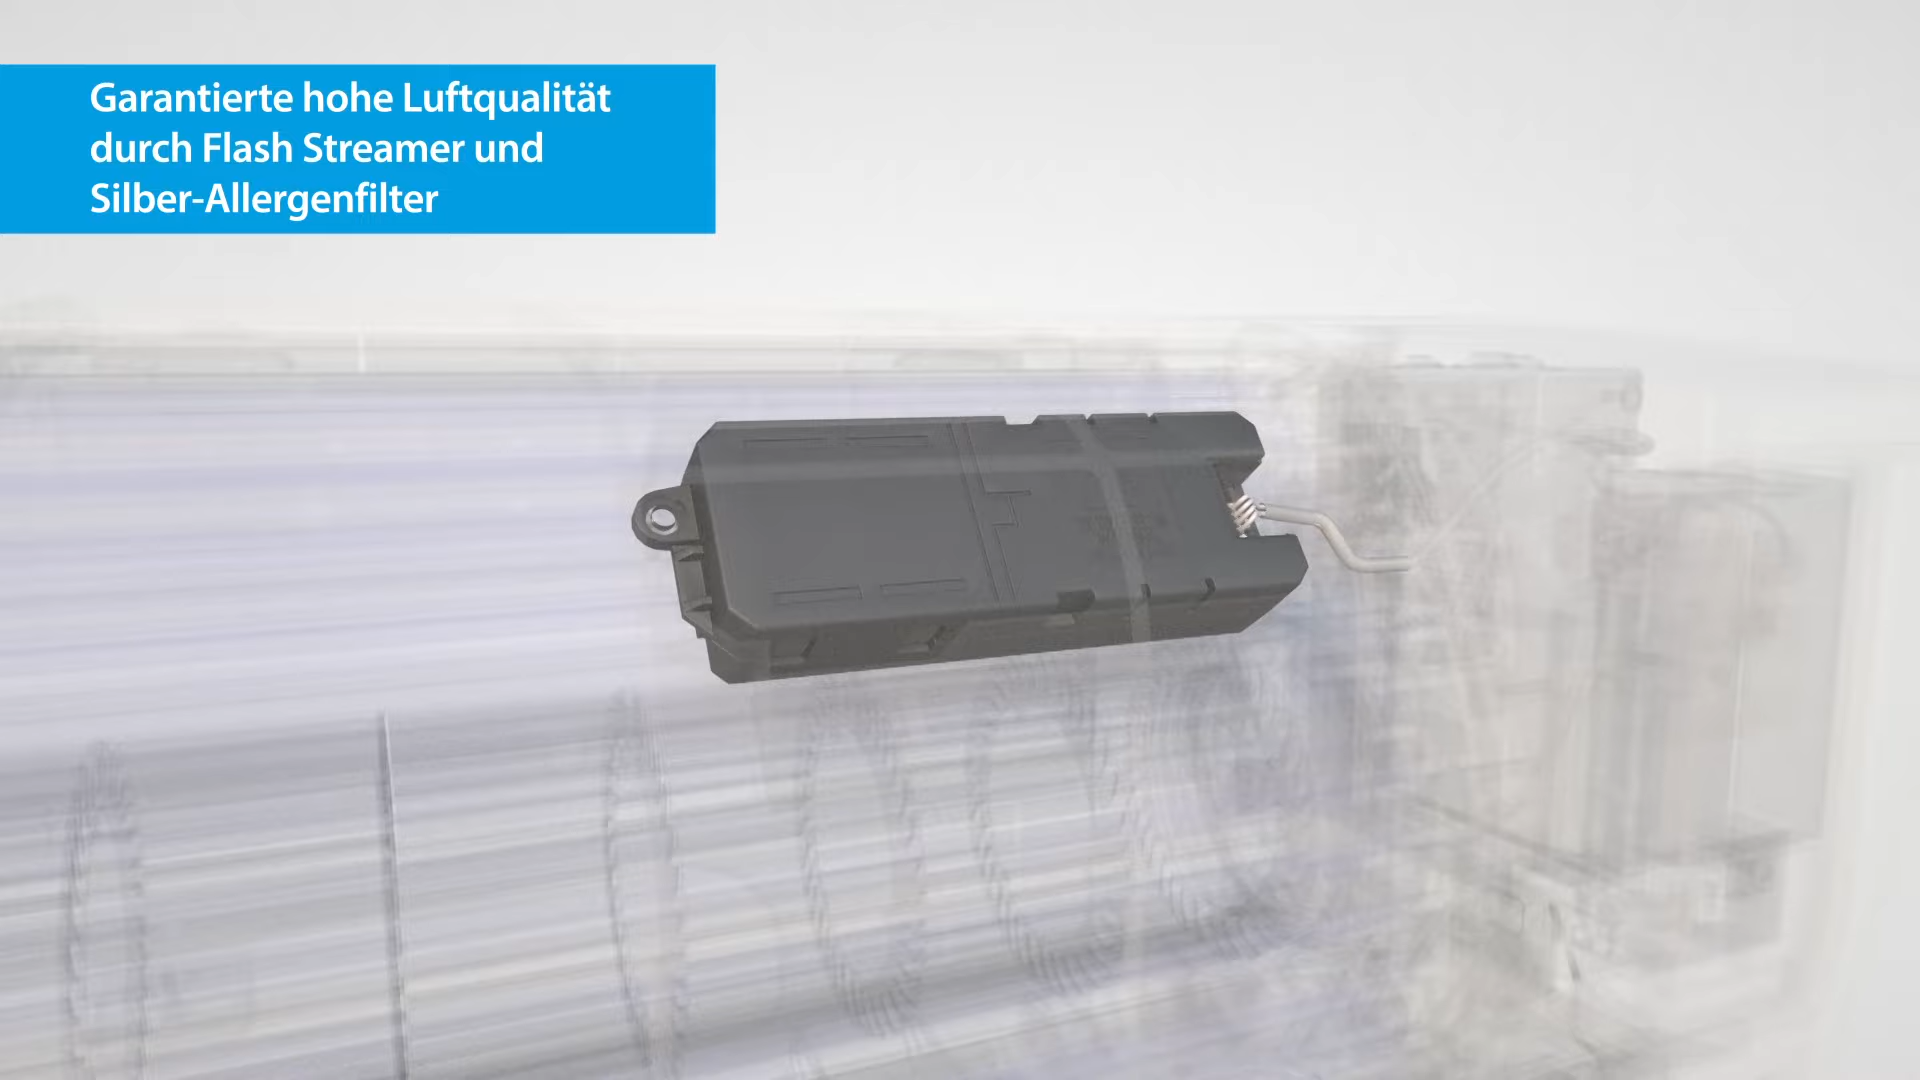 Garantierte hohe Luftqualität
durch Flash Streamer und
Silber-Allergenfilter